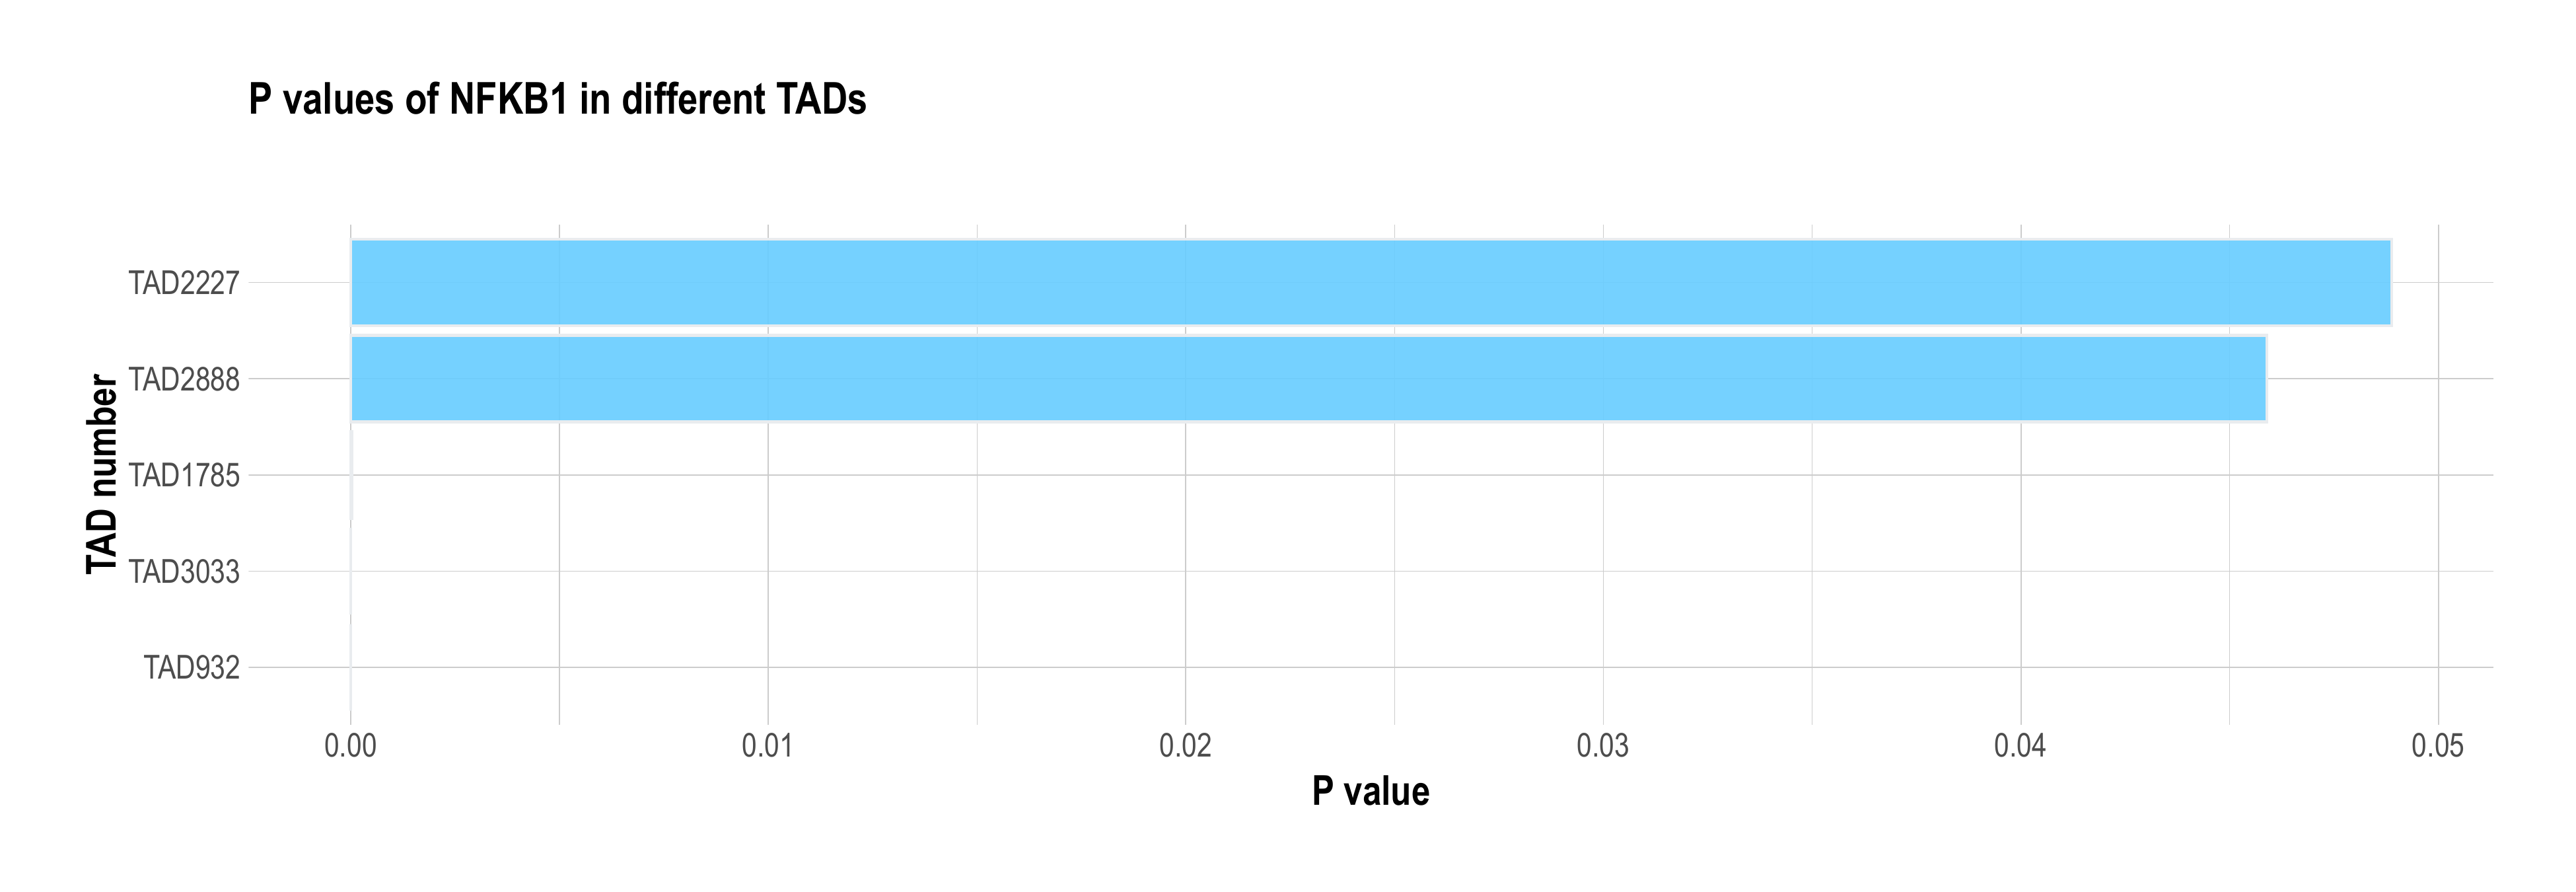 P values of NFKB1 in different TADs
TAD number
TAD2227
TAD2888
TAD1785
TAD3033
TAD932
0.00 0.01 0.02 0.03 0.04 0.05
P value